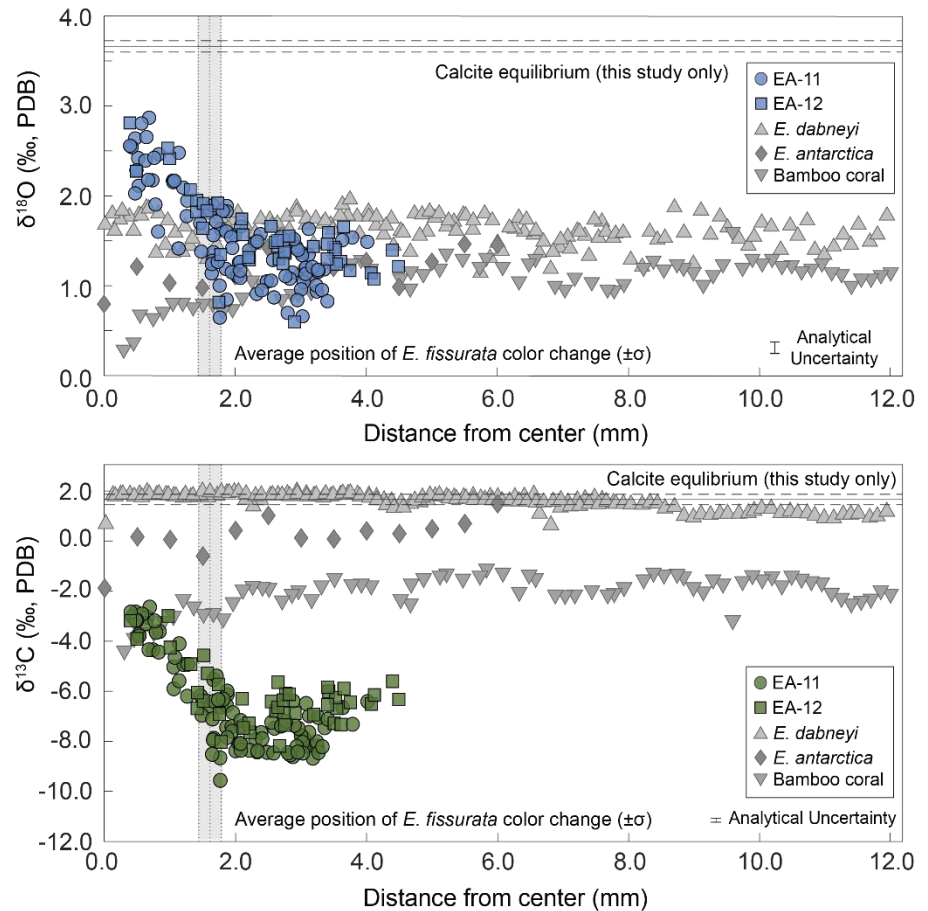 4.0
3.0
2.0
1.0
0.0
δ18O (‰, PDB)
Calcite equilibrium (this study only)
EA-11
EA-12
E. dabneyi
E. antarctica
Bamboo coral
Average position of E. fissurata color change (±σ)
Analytical
Uncertainty
0.0 2.0 4.0 6.0 8.0 10.0 12.0
Distance from center (mm)
2.0
0.0
-2.0
-4.0
-6.0
-8.0
-10.0
-12.0
δ13C (‰, PDB)
Calcite equlibrium (this study only)
EA-11
EA-12
E. dabneyi
E. antarctica
Bamboo coral
Average position of E. fissurata color change (±σ)
Analytical Uncertainty
0.0 2.0 4.0 6.0 8.0 10.0 12.0
Distance from center (mm)